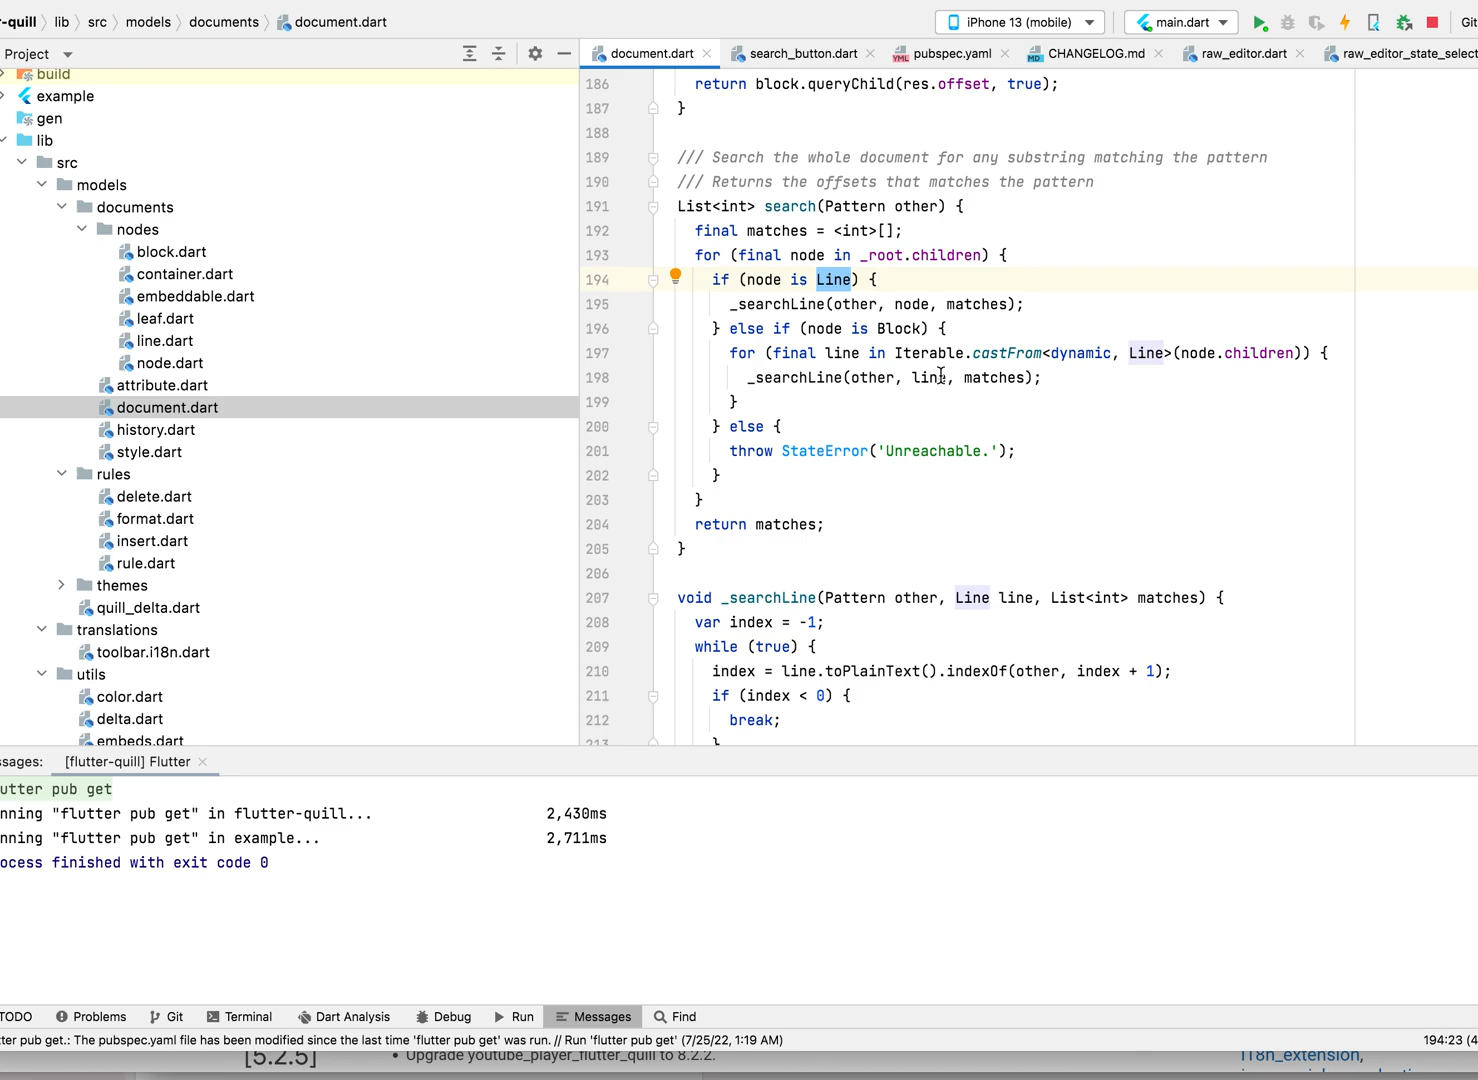 -quill lib src models documents document.dart iPhone 13 (mobile) main.dart Git
Project
document.dart search_button.dart pubspec.yaml CHANGELOG.md raw_editor.dart raw_editor_state_select
build
example
gen
lib
src
models
documents
nodes
block.dart
container.dart
embeddable.dart
leaf.dart
line.dart
node.dart
attribute.dart
document.dart
history.dart
style.dart
rules
delete.dart
format.dart
insert.dart
rule.dart
themes
quill_delta.dart
translations
toolbar.i18n.dart
utils
color.dart
delta.dart
embeds.dart
186 return block.queryChild(res.offset, true);
187 }
188
189 /// Search the whole document for any substring matching the pattern
190 /// Returns the offsets that matches the pattern
191 List<int> search(Pattern other) {
192 final matches = <int>[];
193 for (final node in _root.children) {
194 if (node is Line) {
195 _searchLine(other, node, matches);
196 } else if (node is Block) {
197 for (final line in Iterable.castFrom<dynamic, Line>(node.children)) {
198 _searchLine(other, line, matches);
199 }
200 } else {
201 throw StateError('Unreachable.');
202 }
203 }
204 return matches;
205 }
206
207 void _searchLine(Pattern other, Line line, List<int> matches) {
208 var index = -1;
209 while (true) {
210 index = line.toPlainText().indexOf(other, index + 1);
211 if (index < 0) {
212 break;
213 }
ssages: [flutter-quill] Flutter
utter pub get
nning "flutter pub get" in flutter-quill... 2,430ms
nning "flutter pub get" in example... 2,711ms
ocess finished with exit code 0
TODO Problems Git Terminal Dart Analysis Debug Run Messages Find
tter pub get.: The pubspec.yaml file has been modified since the last time 'flutter pub get' was run. // Run 'flutter pub get' (7/25/22, 1:19 AM) 194:23 (4
[5.2.5] • Upgrade youtube_player_flutter_quill to 8.2.2. i18n_extension,